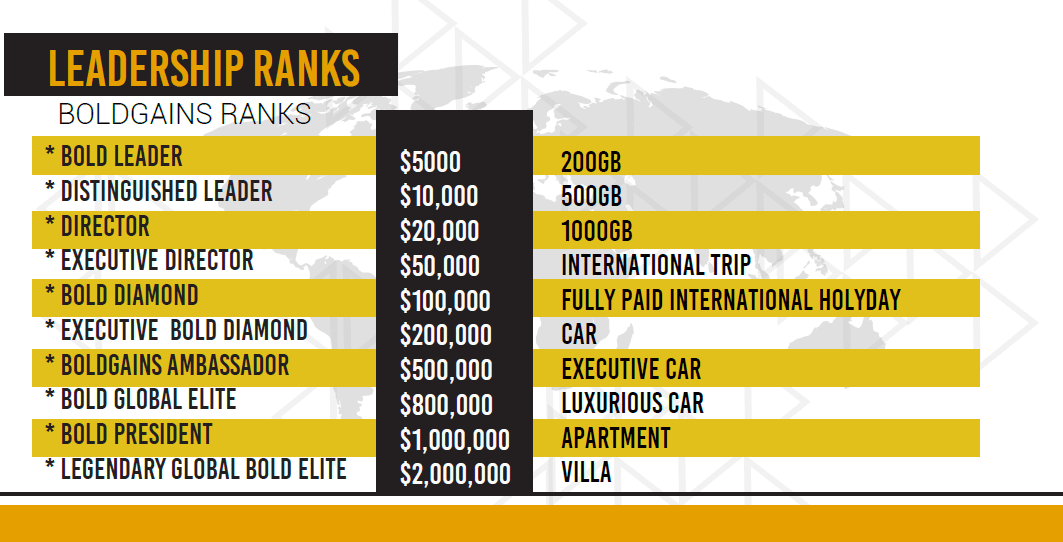 LEADERSHIP RANKS
BOLDGAINS RANKS
* BOLD LEADER $5000 200GB
* DISTINGUISHED LEADER $10,000 500GB
* DIRECTOR $20,000 1000GB
* EXECUTIVE DIRECTOR $50,000 INTERNATIONAL TRIP
* BOLD DIAMOND $100,000 FULLY PAID INTERNATIONAL HOLYDAY
* EXECUTIVE BOLD DIAMOND $200,000 CAR
* BOLDGAINS AMBASSADOR $500,000 EXECUTIVE CAR
* BOLD GLOBAL ELITE $800,000 LUXURIOUS CAR
* BOLD PRESIDENT $1,000,000 APARTMENT
* LEGENDARY GLOBAL BOLD ELITE $2,000,000 VILLA